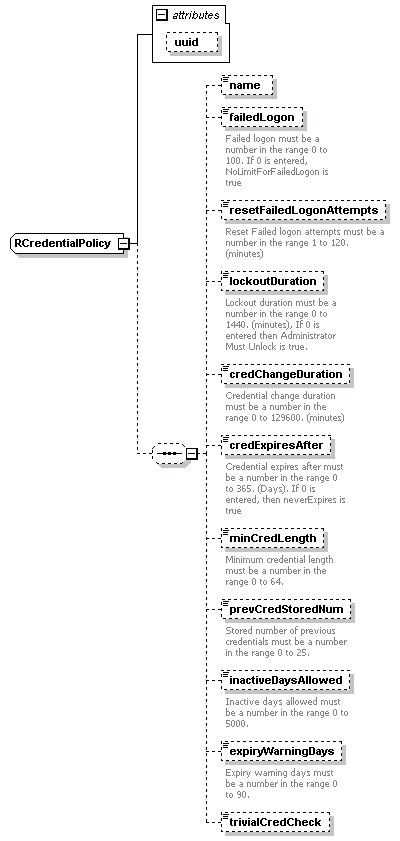 attributes
uuid
name
failedLogon
Failed logon must be a
number in the range 0 to
100. If 0 is entered,
NoLimitForFailedLogon is
true
resetFailedLogonAttempts
Reset Failed logon attempts must be a
number in the range 1 to 120.
(minutes)
RCredentialPolicy
lockoutDuration
Lockout duration must be a
number in the range 0 to
1440. (minutes), If 0 is
entered then Administrator
Must Unlock is true.
credChangeDuration
Credential change duration
must be a number in the
range 0 to 129600. (minutes)
credExpiresAfter
Credential expires after must
be a number in the range 0
to 365. (Days). If 0 is
entered, then neverExpires is
true
minCredLength
Minimum credential length
must be a number in the
range 0 to 64.
prevCredStoredNum
Stored number of previous
credentials must be a number
in the range 0 to 25.
inactiveDaysAllowed
Inactive days allowed must
be a number in the range 0 to
5000.
expiryWarningDays
Expiry warning days must
be a number in the range 0
to 90.
trivialCredCheck